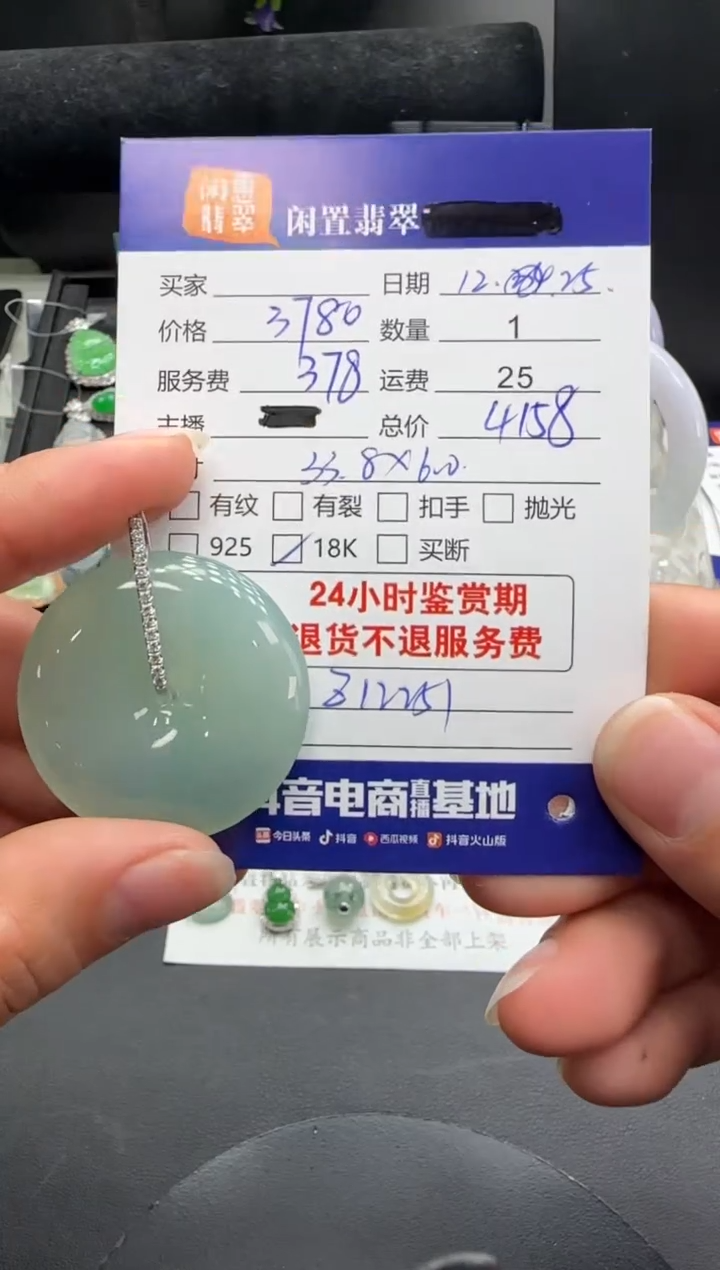 闲置翡翠
闲置翡翠
买家 日期 12. 25.
价格 3780 数量 1
服务费 378 运费 25
主播 总价 4158
33.8×6.0
有纹 有裂 扣手 抛光
925 18K 买断
24小时鉴赏期
退货不退服务费
Z12251
抖音电商直播基地
今日头条 抖音 西瓜视频 抖音火山版
所有展示商品非全部上架